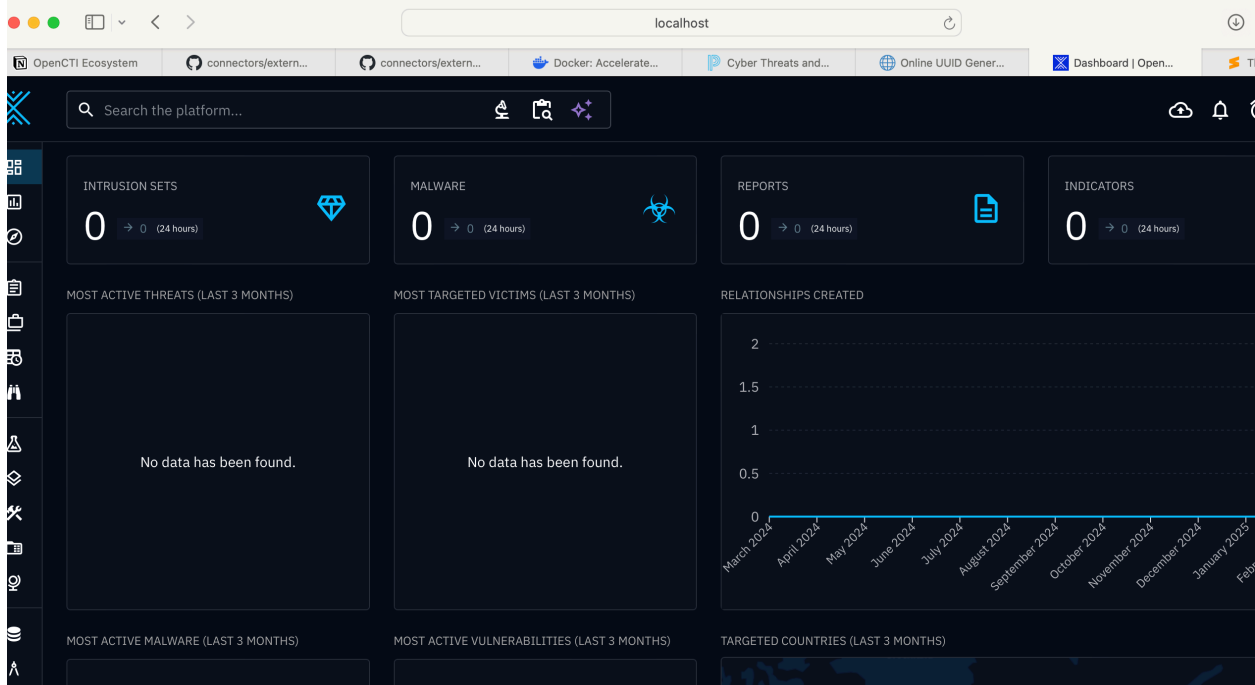 localhost
OpenCTI Ecosystem
connectors/extern...
connectors/extern...
Docker: Accelerate...
Cyber Threats and...
Online UUID Gener...
Dashboard | Open...
Search the platform...
INTRUSION SETS
0 → 0 (24 hours)
MALWARE
0 → 0 (24 hours)
REPORTS
0 → 0 (24 hours)
INDICATORS
0 → 0 (24 hours)
MOST ACTIVE THREATS (LAST 3 MONTHS)
No data has been found.
MOST TARGETED VICTIMS (LAST 3 MONTHS)
No data has been found.
RELATIONSHIPS CREATED
2
1.5
1
0.5
0
March 2024
April 2024
May 2024
June 2024
July 2024
August 2024
September 2024
October 2024
November 2024
December 2024
January 2025
MOST ACTIVE MALWARE (LAST 3 MONTHS)
MOST ACTIVE VULNERABILITIES (LAST 3 MONTHS)
TARGETED COUNTRIES (LAST 3 MONTHS)